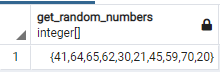 get_random_numbers
integer[]
1 {41,64,65,62,30,21,45,59,70,20}